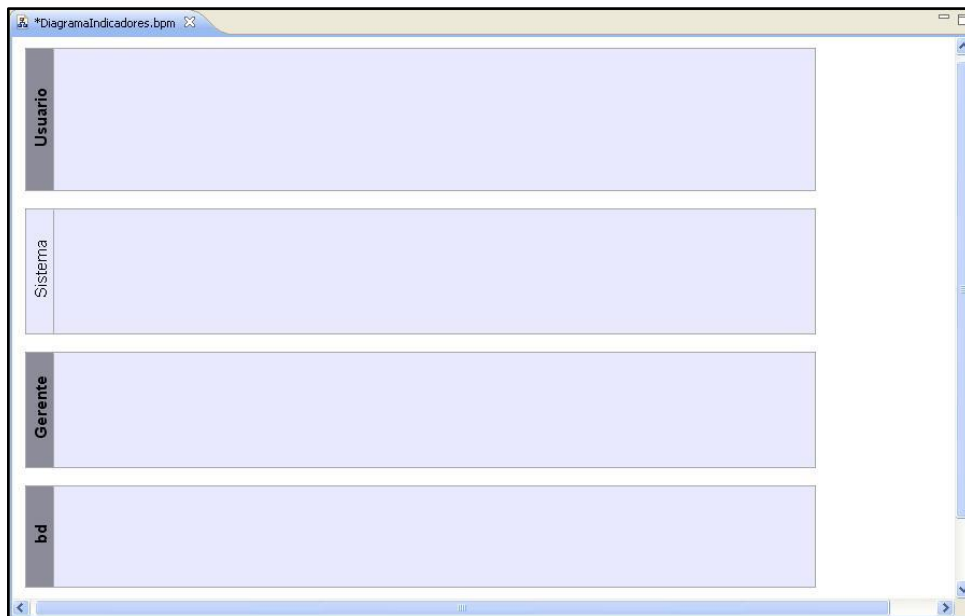 *DiagramaIndicadores.bpm
Usuario
Sistema
Gerente
bd